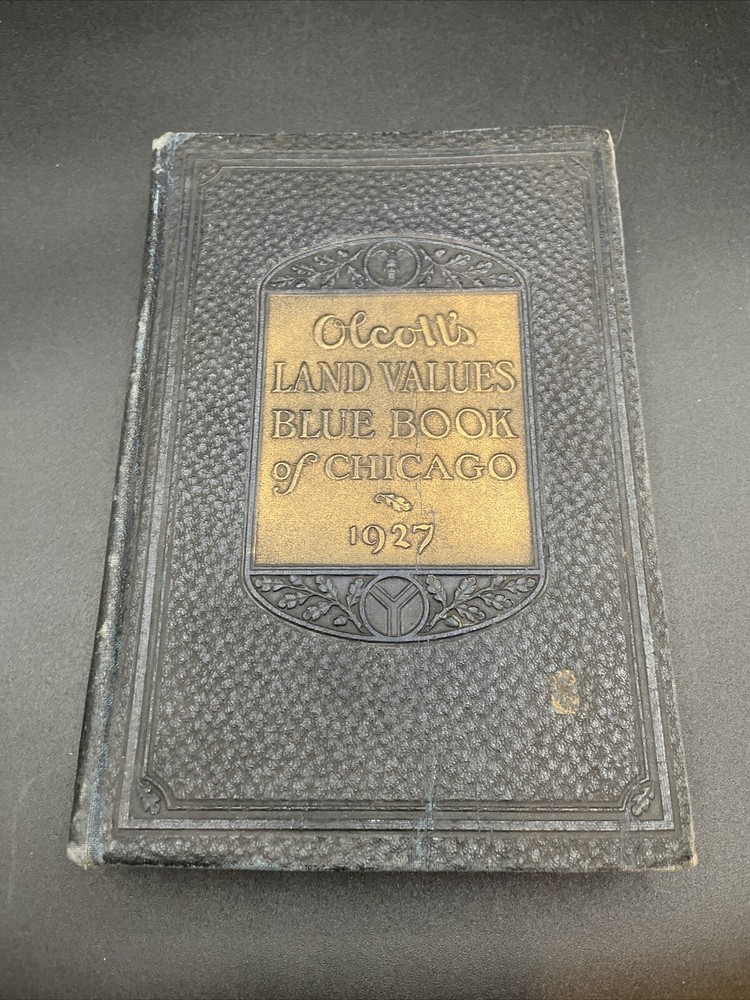 Olcott's
LAND VALUES
BLUE BOOK
of CHICAGO
1927